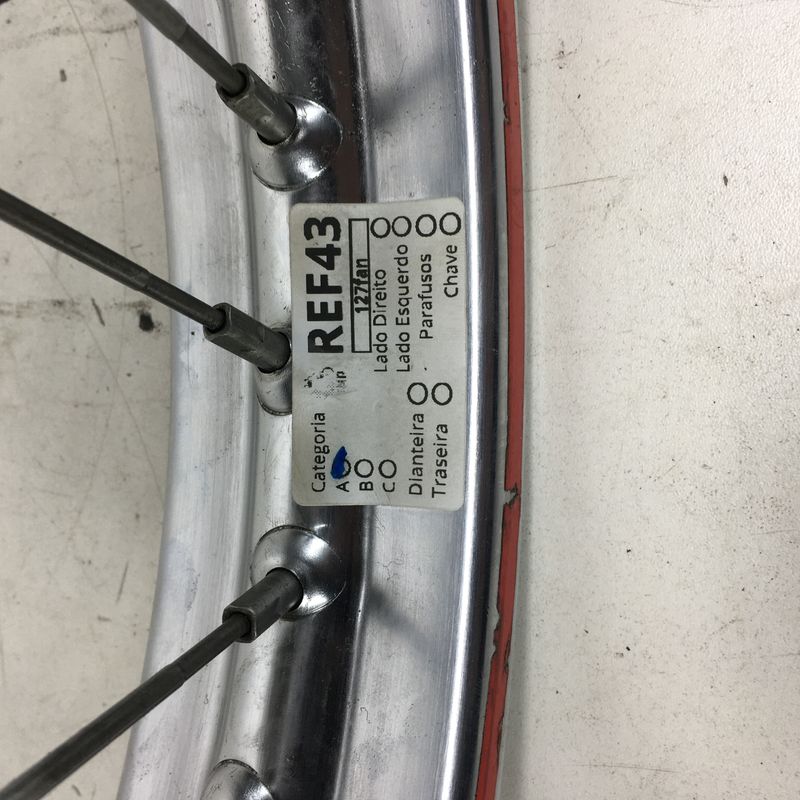 REF43
127fan
Lado Direito
Lado Esquerdo
Parafusos
Chave
Categoria
A
B
C
Dianteira
Traseira